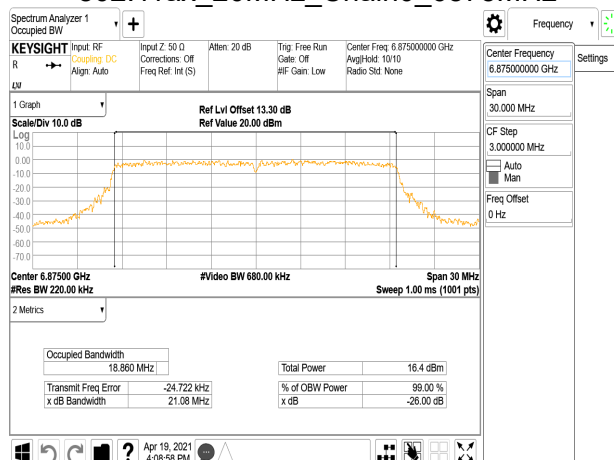 Spectrum Analyzer 1
Occupied BW
Frequency
KEYSIGHT
R
Input: RF
Coupling: DC
Align: Auto
Input Z: 50 Ω
Corrections: Off
Freq Ref: Int (S)
Atten: 20 dB
Trig: Free Run
Gate: Off
#IF Gain: Low
Center Freq: 6.875000000 GHz
Avg|Hold: 10/10
Radio Std: None
Center Frequency
6.875000000 GHz
Settings
Span
30.000 MHz
CF Step
3.000000 MHz
Auto
Man
Freq Offset
0 Hz
1 Graph
Scale/Div 10.0 dB
Ref Lvl Offset 13.30 dB
Ref Value 20.00 dBm
Log
10.0
0.00
-10.0
-20.0
-30.0
-40.0
-50.0
-60.0
-70.0
Center 6.87500 GHz
#Res BW 220.00 kHz
#Video BW 680.00 kHz
Span 30 MHz
Sweep 1.00 ms (1001 pts)
2 Metrics
Occupied Bandwidth
18.860 MHz
Transmit Freq Error -24.722 kHz
x dB Bandwidth 21.08 MHz
Total Power 16.4 dBm
% of OBW Power 99.00 %
x dB -26.00 dB
?
Apr 19, 2021
4:08:58 PM